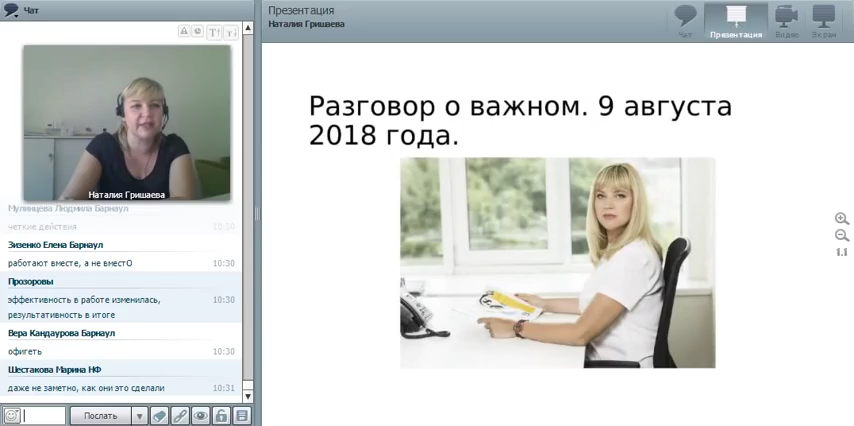 Чат
Наталия Гришаева
Мулинцева Людмила Барнаул
четкие действия
10:30
Зизенко Елена Барнаул
работают вместе, а не вместО 10:30
Прозоровы
эффективность в работе изменилась, 10:30
результативность в итоге
Вера Кандаурова Барнаул
офигеть 10:30
Шестакова Марина НФ
даже не заметно, как они это сделали 10:31
Послать
Презентация
Наталия Гришаева
Чат Презентация Видео Экран
Разговор о важном. 9 августа
2018 года.
1:1